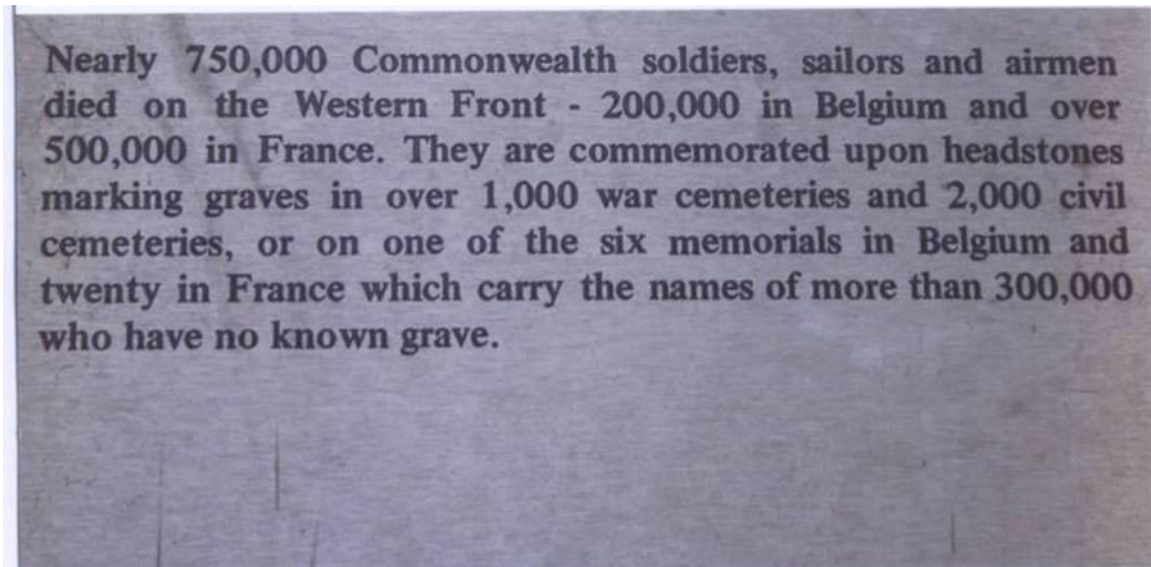 Nearly 750,000 Commonwealth soldiers, sailors and airmen
died on the Western Front - 200,000 in Belgium and over
500,000 in France. They are commemorated upon headstones
marking graves in over 1,000 war cemeteries and 2,000 civil
cemeteries, or on one of the six memorials in Belgium and
twenty in France which carry the names of more than 300,000
who have no known grave.